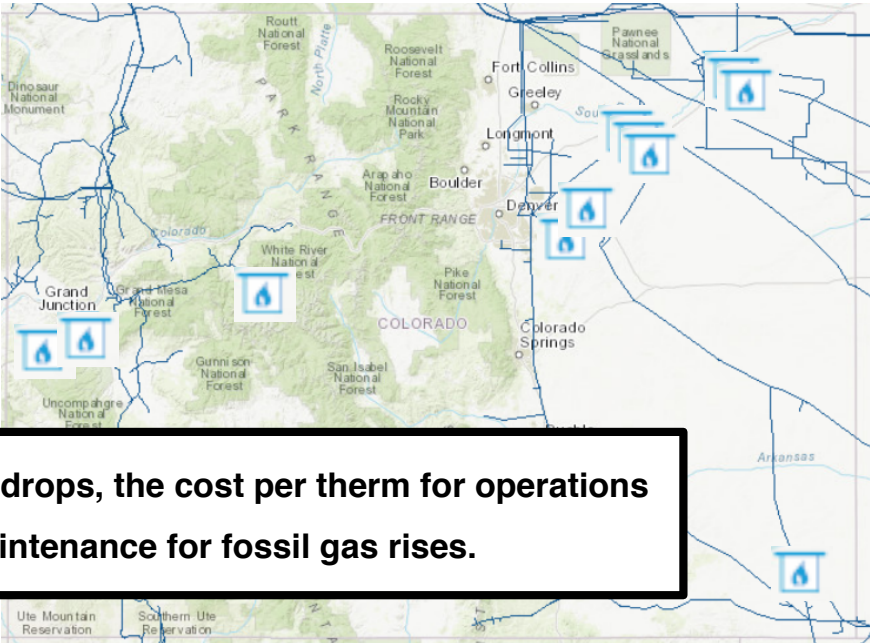 Routt
National
Forest
North Platte
Roosevelt
National
Forest
Pawnee
National
Grasslands
Fort Collins
Dinosaur
National
Monument
Greeley
Rocky
Mountain
National
Park
Longmont
PARK RANGE
Arapaho
National
Forest
Boulder
Denver
FRONT RANGE
Colorado
White River
National
est
Grand
Junction
Grand Mesa
National
Forest
Pike
National
Forest
COLORADO
Colorado
Springs
Gunnison
National
Forest
San Isabel
National
Forest
Uncompahgre
National
Forest
Arkansas
drops, the cost per therm for operations
intenance for fossil gas rises.
Ute Mountain
Reservation
Southern Ute
Reservation